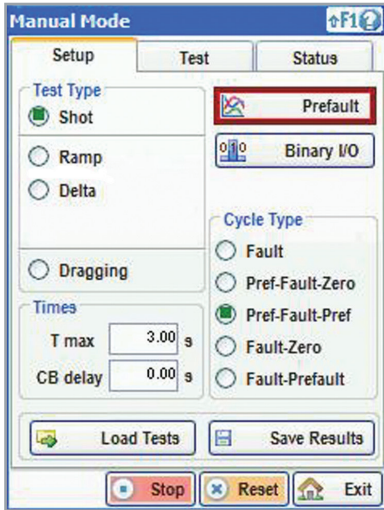 Manual Mode
F1
Setup
Test
Status
Test Type
Shot
Ramp
Delta
Dragging
Times
T max 3.00 s
CB delay 0.00 s
Prefault
010 Binary I/O
Cycle Type
Fault
Pref-Fault-Zero
Pref-Fault-Pref
Fault-Zero
Fault-Prefault
Load Tests
Save Results
Stop
Reset
Exit